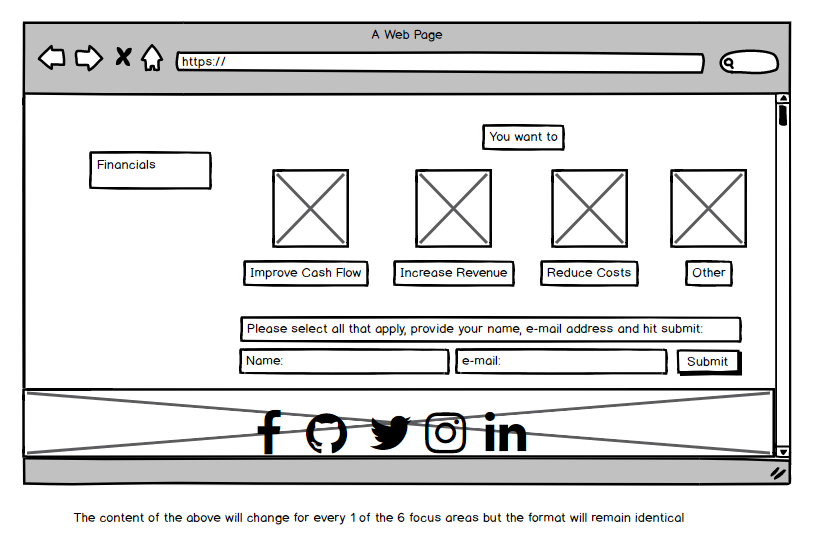 A Web Page
https://
You want to
Financials
Improve Cash Flow
Increase Revenue
Reduce Costs
Other
Please select all that apply, provide your name, e-mail address and hit submit:
Name:
e-mail:
Submit
The content of the above will change for every 1 of the 6 focus areas but the format will remain identical